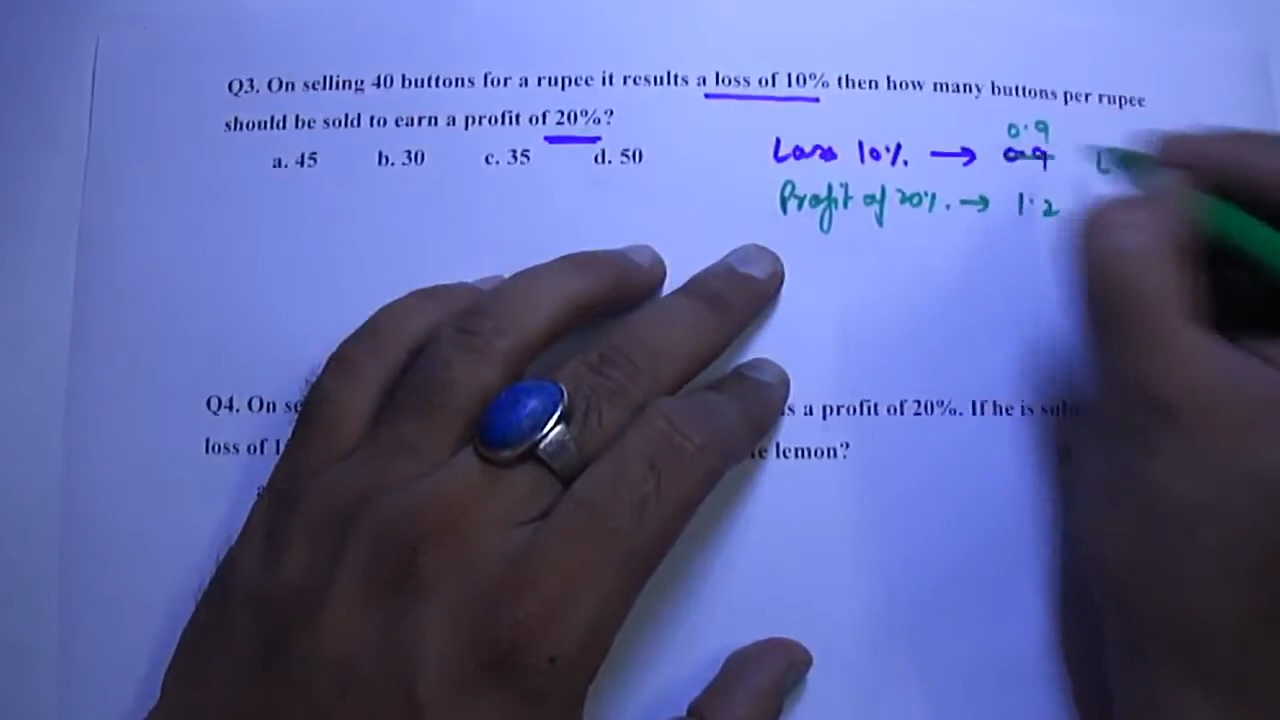 Q3. On selling 40 buttons for a rupee it results a loss of 10% then how many buttons per rupee
should be sold to earn a profit of 20%?
a. 45 b. 30 c. 35 d. 50
0.9
Loss 10% → 0.9
Profit of 20% → 1.2
Q4. On s a profit of 20%. If he is
loss of lemon?